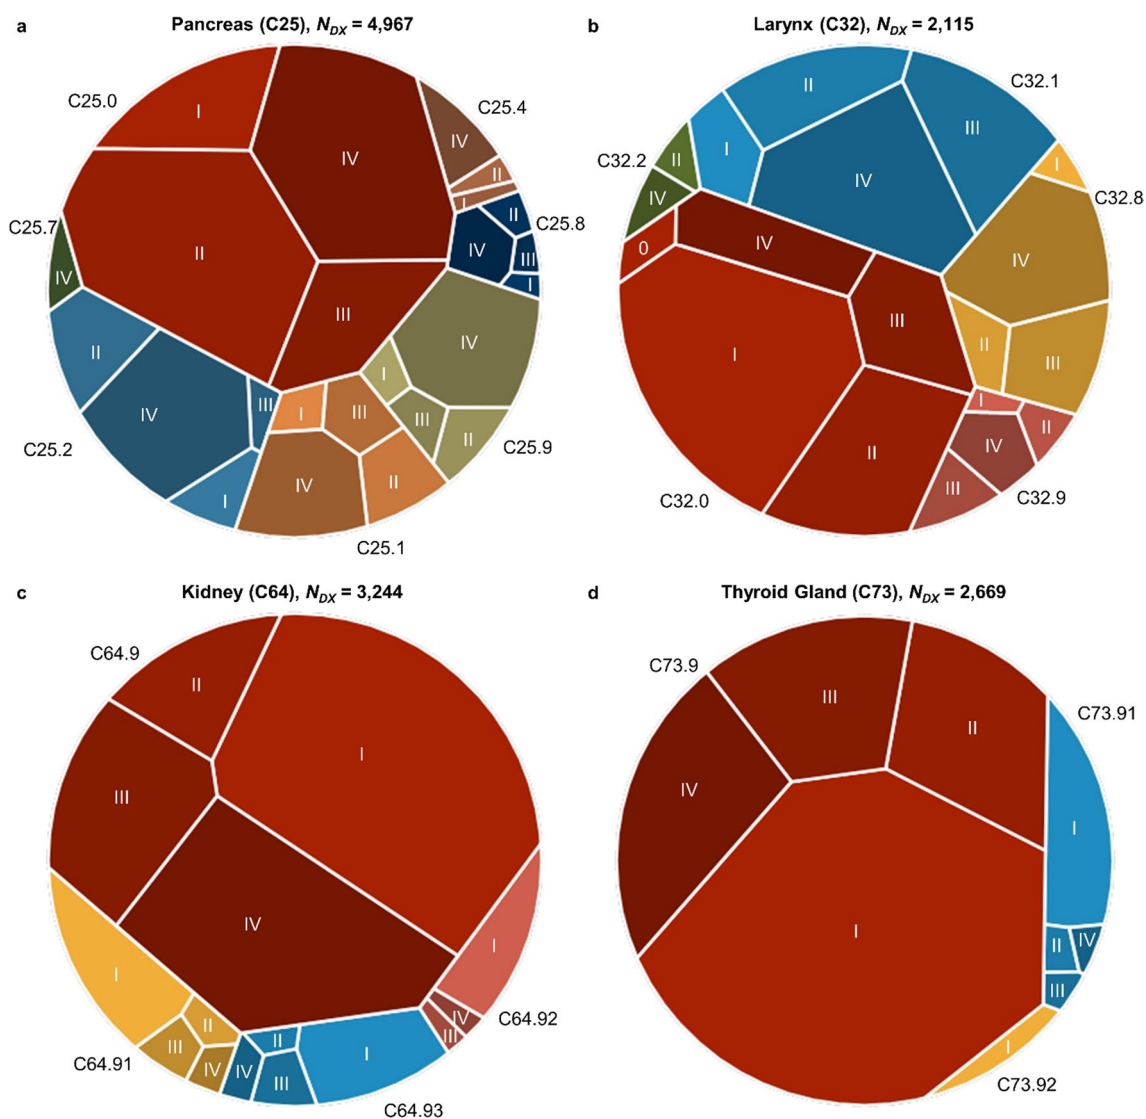 a Pancreas (C25), NDX = 4,967
C25.0
I
IV
C25.4
IV
II
I
C25.7
IV
II
II
C25.8
IV
III
I
III
II
IV
III
C25.2
I
I
III
IV
II
C25.1
IV
I
III
II
C25.9
b Larynx (C32), NDX = 2,115
II
C32.1
III
I
IV
C32.2
II
IV
I
C32.8
0
IV
IV
III
I
II
III
II
C32.0
I
II
IV
III
C32.9
c Kidney (C64), NDX = 3,244
C64.9
II
I
III
IV
I
II
III
IV
C64.91
IV
II
III
I
C64.93
I
IV
III
C64.92
d Thyroid Gland (C73), NDX = 2,669
C73.9
III
II
C73.91
IV
I
I
II
IV
III
I
C73.92